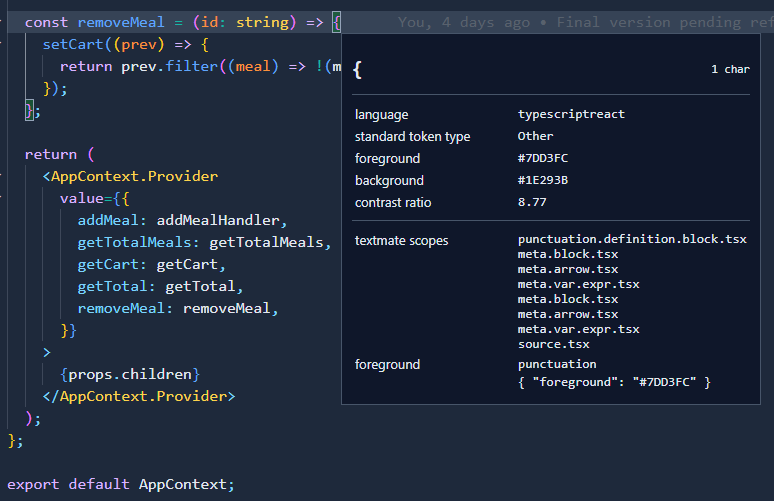 const removeMeal = (id: string) => { You, 4 days ago • Final version pending ref
setCart((prev) => {
return prev.filter((meal) => !(m
});
};
return (
<AppContext.Provider
value={{
addMeal: addMealHandler,
getTotalMeals: getTotalMeals,
getCart: getCart,
getTotal: getTotal,
removeMeal: removeMeal,
}}
>
{props.children}
</AppContext.Provider>
);
};
export default AppContext;
{ 1 char
language typescriptreact
standard token type Other
foreground #7DD3FC
background #1E293B
contrast ratio 8.77
textmate scopes punctuation.definition.block.tsx
meta.block.tsx
meta.arrow.tsx
meta.var.expr.tsx
meta.block.tsx
meta.arrow.tsx
meta.var.expr.tsx
source.tsx
foreground punctuation
{ "foreground": "#7DD3FC" }